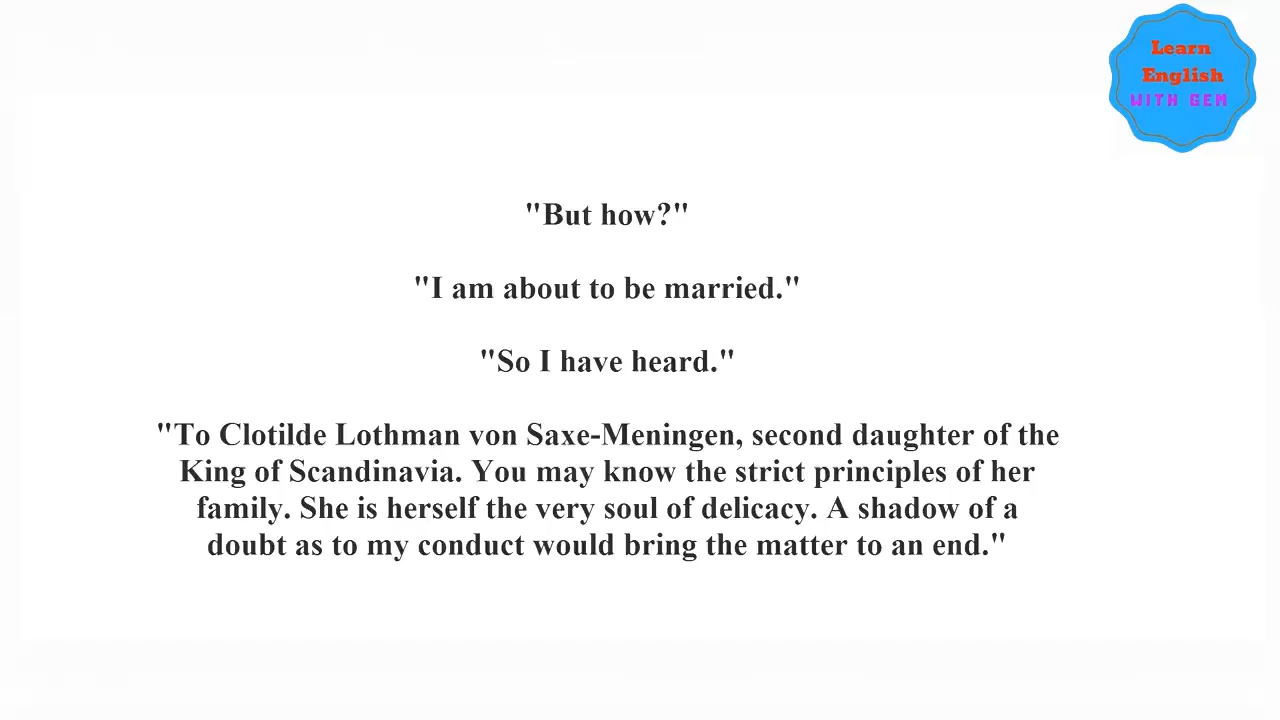 Learn
English
WITH GEM
"But how?"
"I am about to be married."
"So I have heard."
"To Clotilde Lothman von Saxe-Meningen, second daughter of the
King of Scandinavia. You may know the strict principles of her
family. She is herself the very soul of delicacy. A shadow of a
doubt as to my conduct would bring the matter to an end."